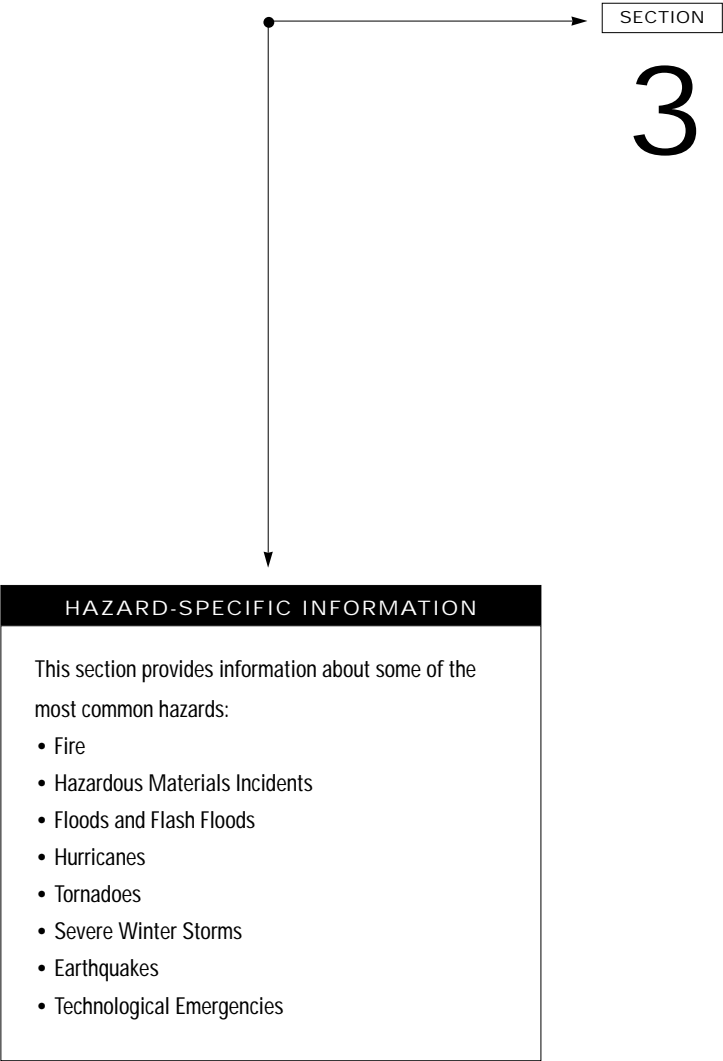 SECTION
3
HAZARD-SPECIFIC INFORMATION
This section provides information about some of the
most common hazards:
• Fire
• Hazardous Materials Incidents
• Floods and Flash Floods
• Hurricanes
• Tornadoes
• Severe Winter Storms
• Earthquakes
• Technological Emergencies